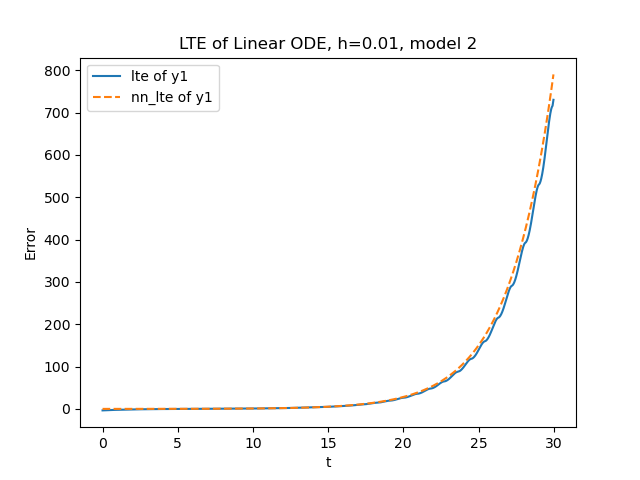 LTE of Linear ODE, h=0.01, model 2
lte of y1
nn_lte of y1
Error
800
700
600
500
400
300
200
100
0
0 5 10 15 20 25 30
t